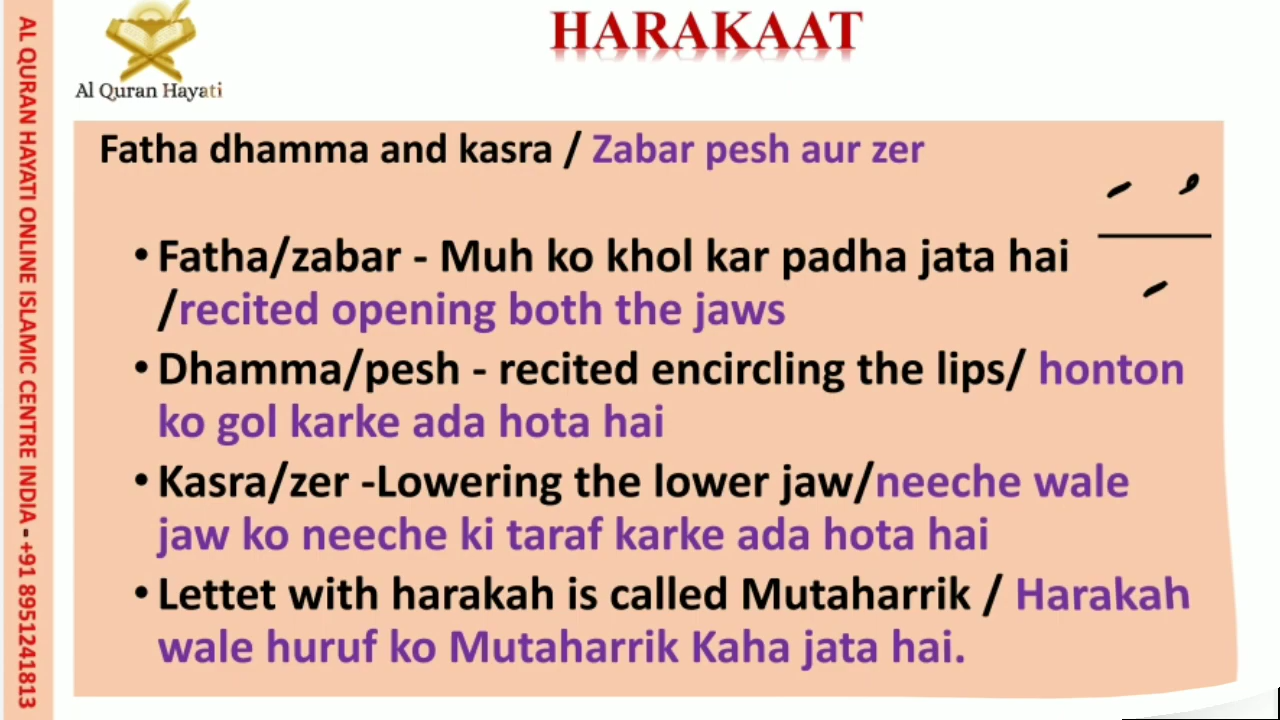 HARAKAAT
Al Quran Hayati
AL QURAN HAYATI ONLINE ISLAMIC CENTRE INDIA - +91 8951241813
Fatha dhamma and kasra / Zabar pesh aur zer
• Fatha/zabar - Muh ko khol kar padha jata hai
/recited opening both the jaws
• Dhamma/pesh - recited encircling the lips/ honton
ko gol karke ada hota hai
• Kasra/zer -Lowering the lower jaw/neeche wale
jaw ko neeche ki taraf karke ada hota hai
• Lettet with harakah is called Mutaharrik / Harakah
wale huruf ko Mutaharrik Kaha jata hai.